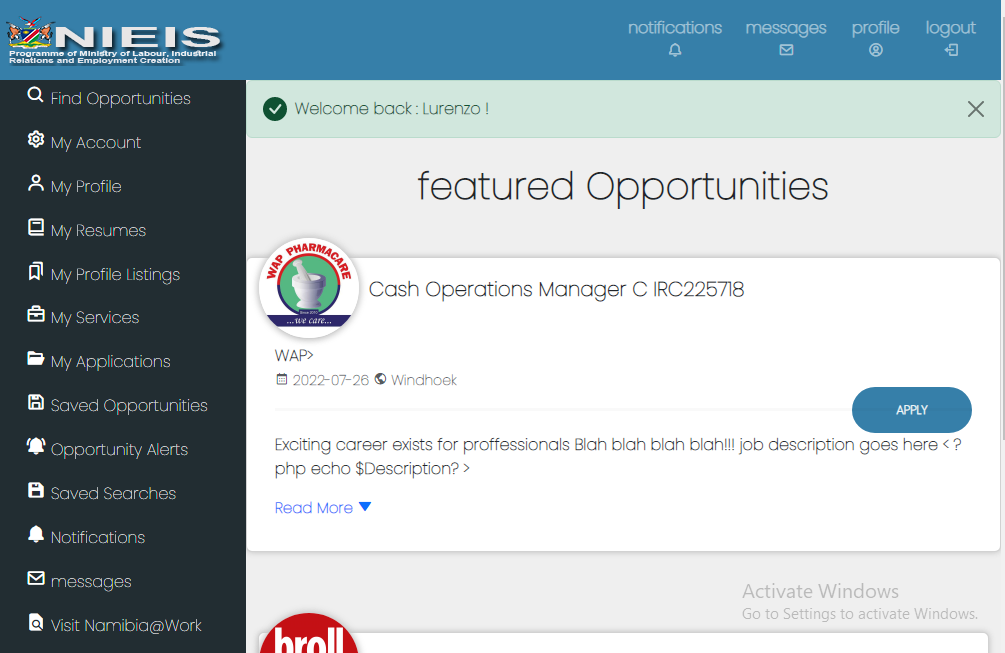 NIEIS
Programme of Ministry of Labour, Industrial
Relations and Employment Creation
notifications messages profile logout
Find Opportunities
My Account
My Profile
My Resumes
My Profile Listings
My Services
My Applications
Saved Opportunities
Opportunity Alerts
Saved Searches
Notifications
messages
Visit Namibia@Work
Welcome back : Lurenzo !
featured Opportunities
WAP PHARMACARE
Since 2010
...we care...
Cash Operations Manager C IRC225718
WAP>
2022-07-26 Windhoek
APPLY
Exciting career exists for proffessionals Blah blah blah blah!!! job description goes here < ?
php echo $Description? >
Read More
Activate Windows
Go to Settings to activate Windows.
broll